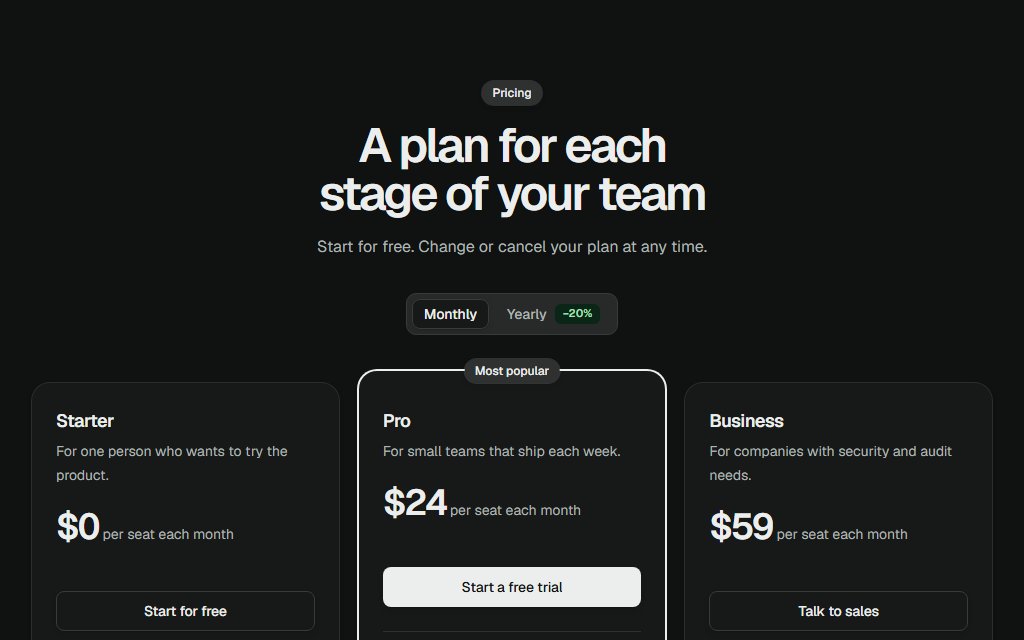 Pricing
A plan for each
stage of your team
Start for free. Change or cancel your plan at any time.
Monthly
Yearly
−20%
Starter
For one person who wants to try the
product.
$0 per seat each month
Start for free
Most popular
Pro
For small teams that ship each week.
$24 per seat each month
Start a free trial
Business
For companies with security and audit
needs.
$59 per seat each month
Talk to sales